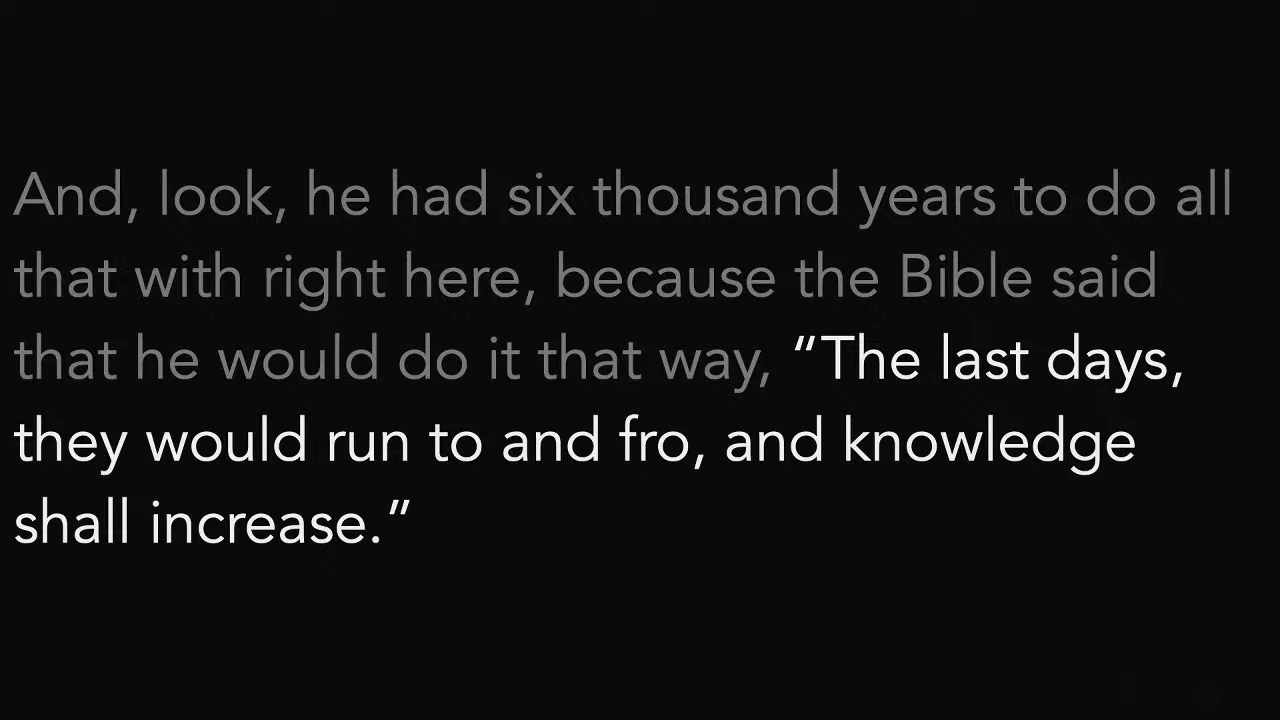 And, look, he had six thousand years to do all
that with right here, because the Bible said
that he would do it that way, “The last days,
they would run to and fro, and knowledge
shall increase.”